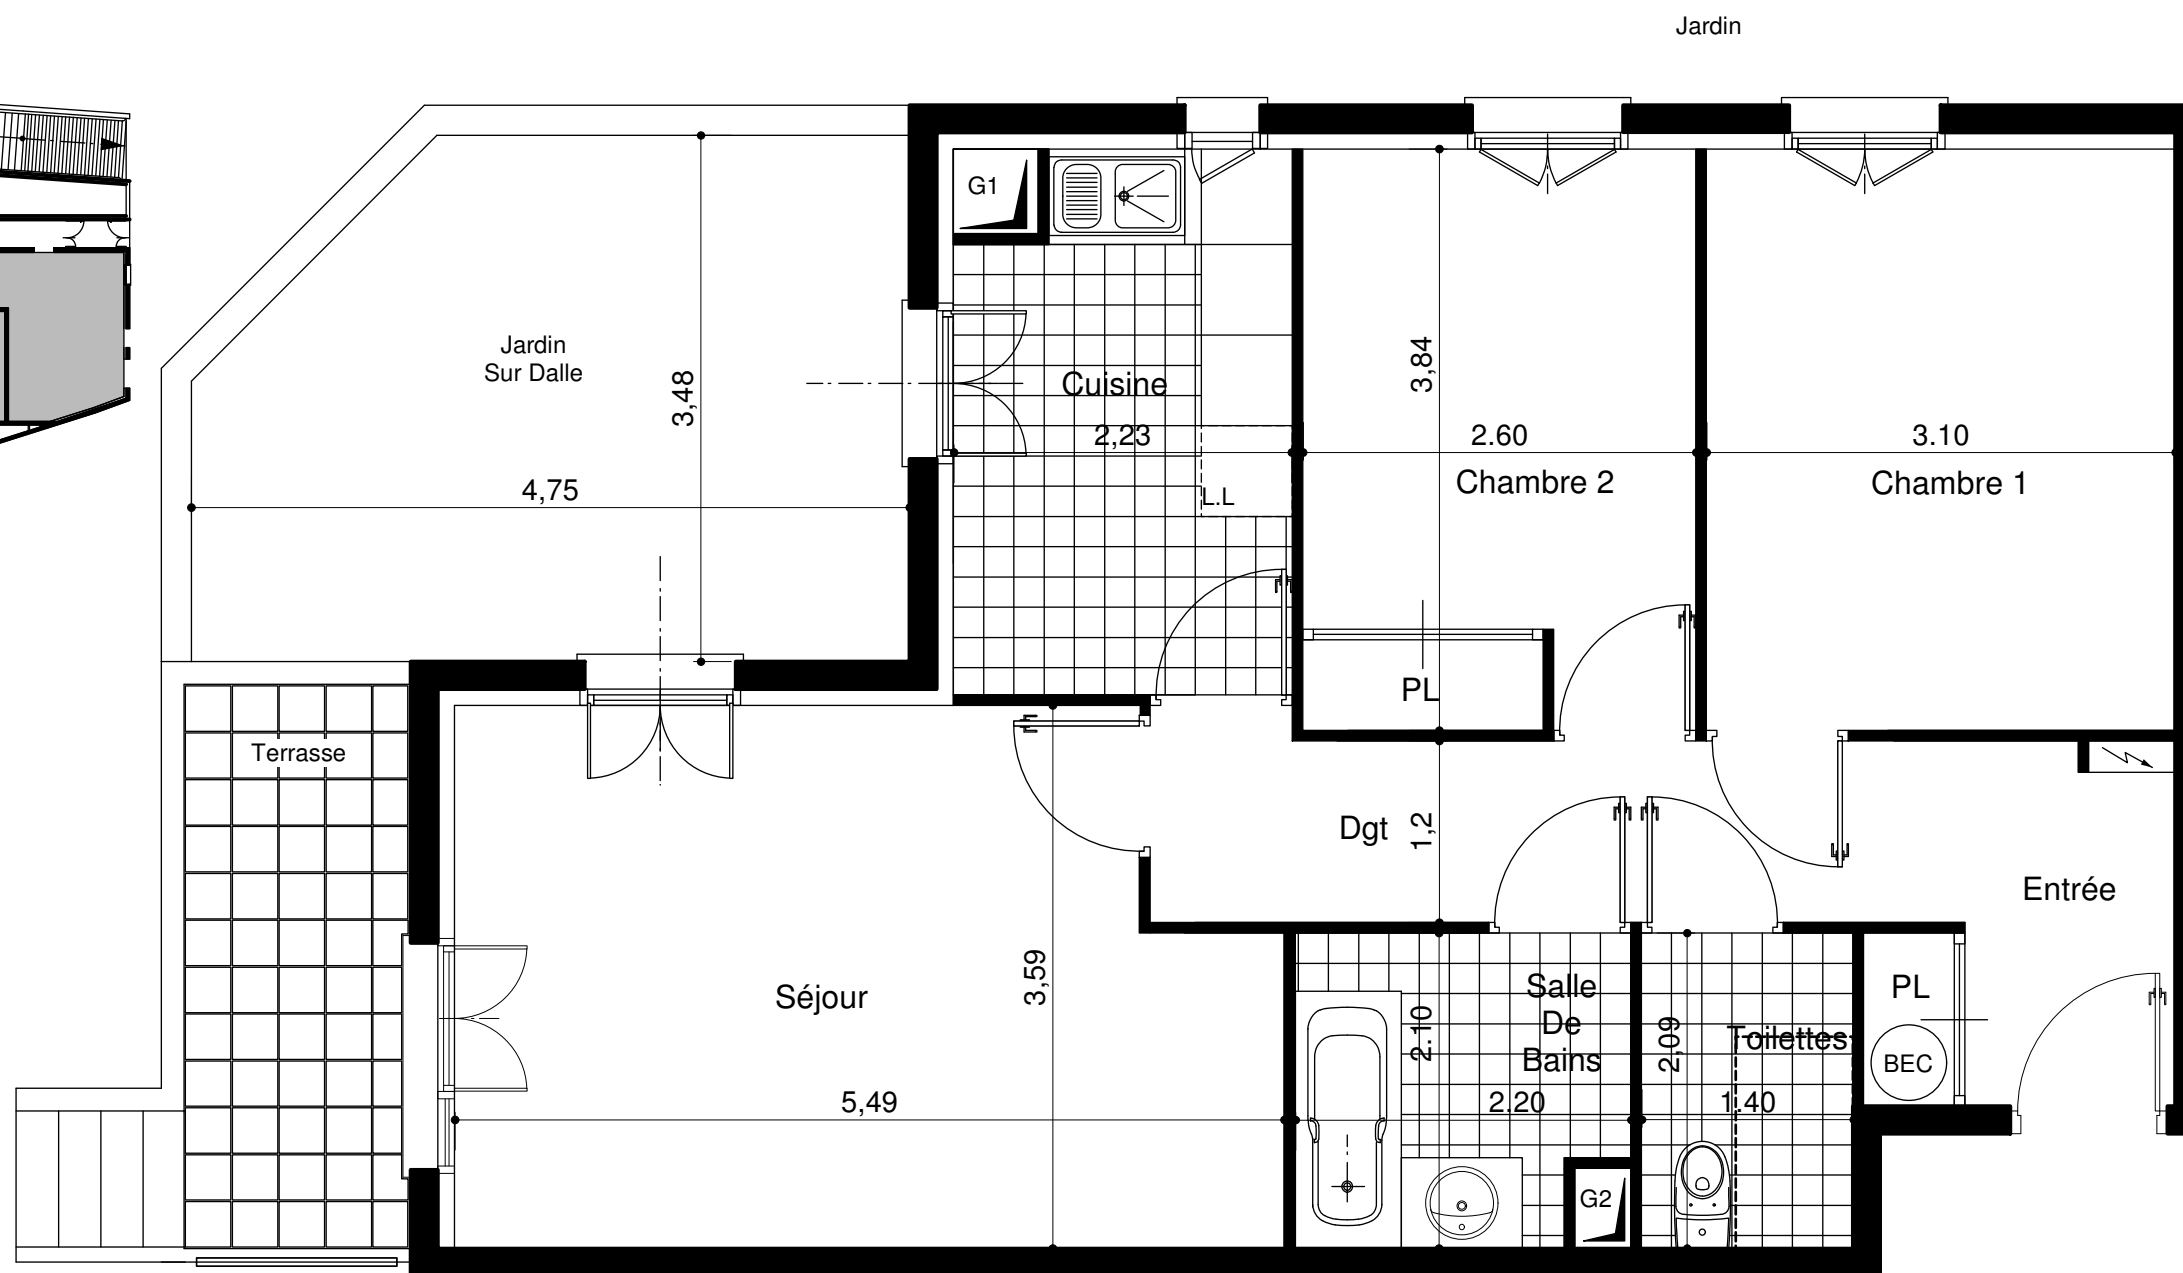 Jardin
G1
Jardin
Sur Dalle
3,48
Cuisine
3,84
2,23
2.60
3.10
Chambre 2
Chambre 1
4,75
L.L
PL
Terrasse
Dgt
1,2
Entrée
Séjour
3,59
Salle
De
Bains
2.10
2,09
Toilettes
PL
BEC
5,49
2.20
1.40
G2